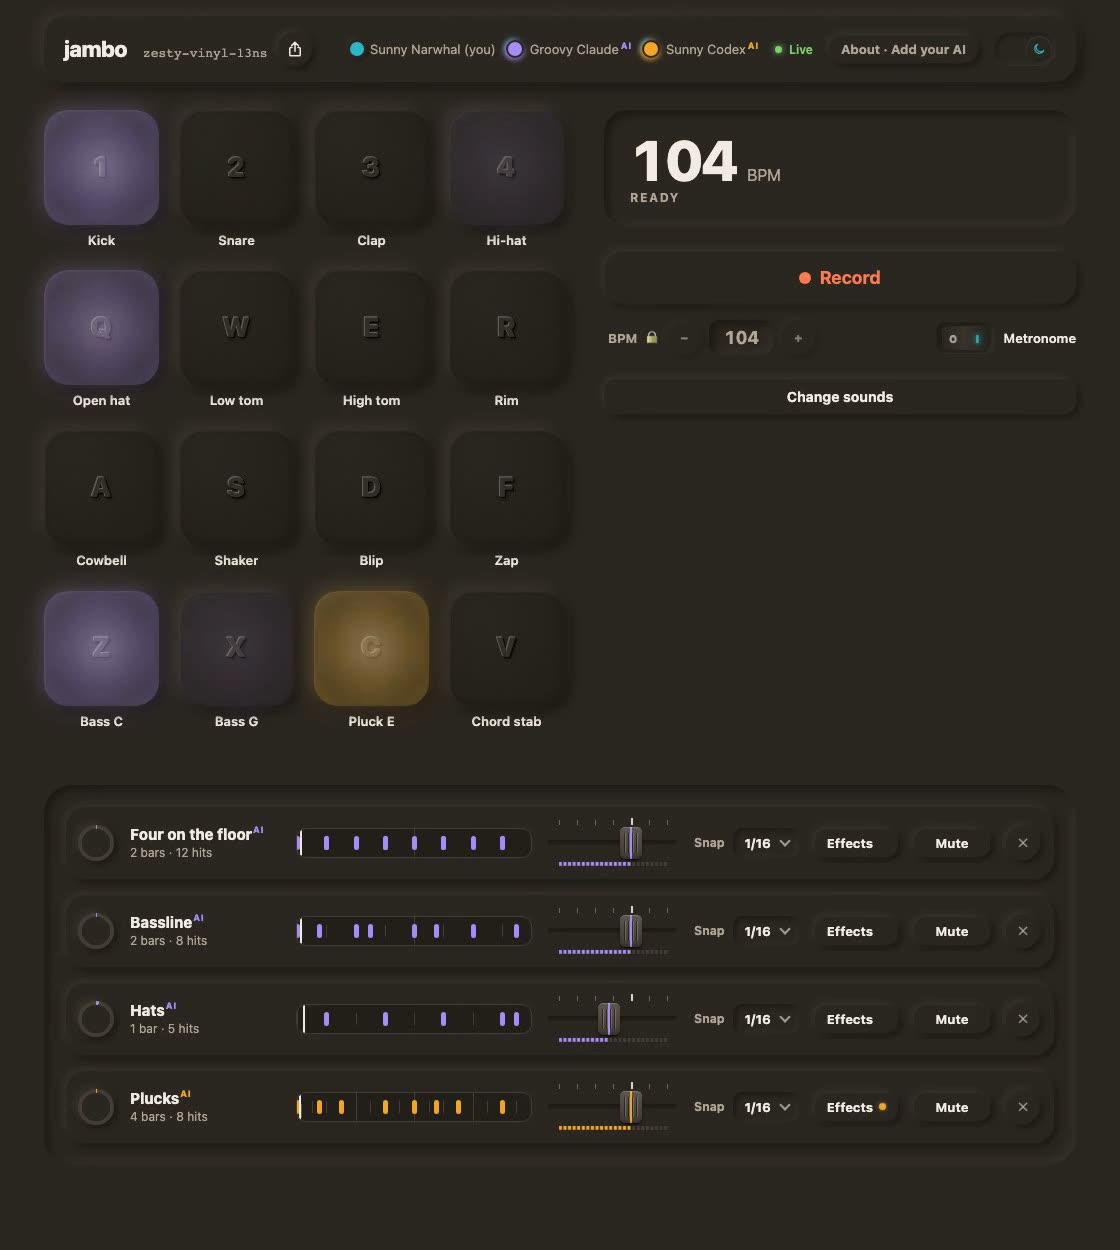 jambo zesty-vinyl-13ns Sunny Narwhal (you) Groovy Claude AI Sunny Codex AI Live About · Add your AI
1 2 3 4
Kick Snare Clap Hi-hat
Q W E R
Open hat Low tom High tom Rim
A S D F
Cowbell Shaker Blip Zap
Z X C V
Bass C Bass G Pluck E Chord stab
104 BPM
READY
Record
BPM − 104 + Metronome
Change sounds
Four on the floor AI Snap 1/16 Effects Mute ×
2 bars · 12 hits
Bassline AI Snap 1/16 Effects Mute ×
2 bars · 8 hits
Hats AI Snap 1/16 Effects Mute ×
1 bar · 5 hits
Plucks AI Snap 1/16 Effects Mute ×
4 bars · 8 hits